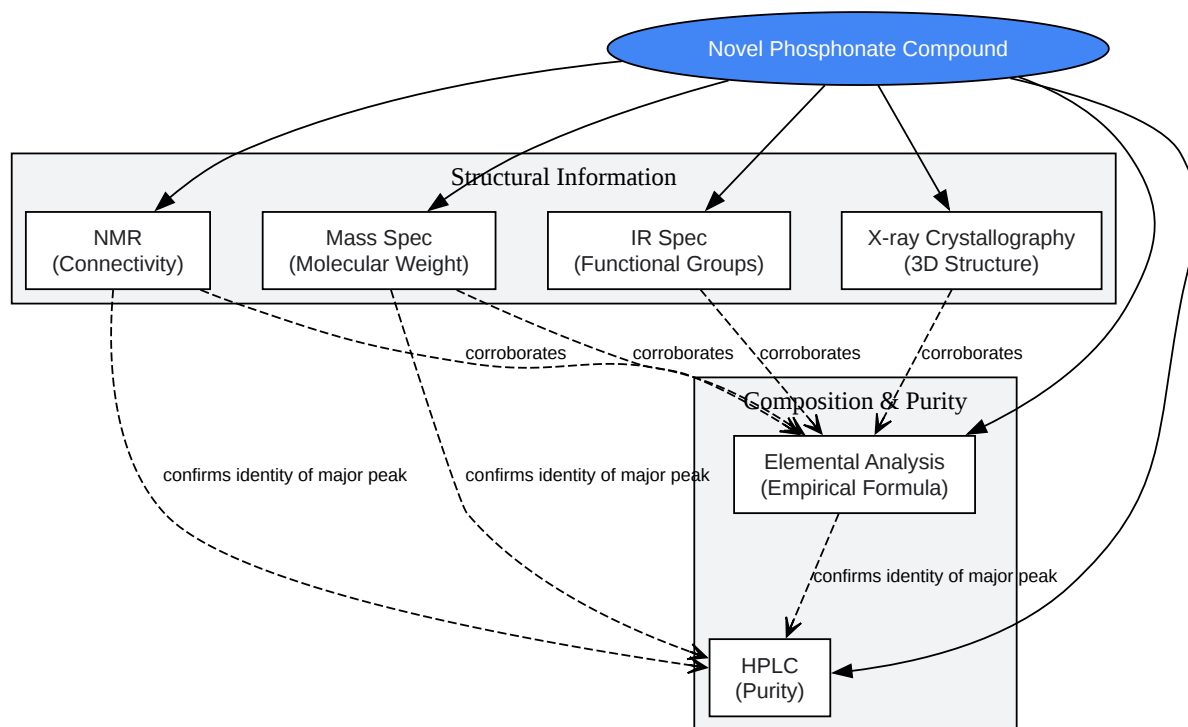 Novel Phosphonate Compound
Structural Information
NMR
(Connectivity)
Mass Spec
(Molecular Weight)
IR Spec
(Functional Groups)
X-ray Crystallography
(3D Structure)
corroborates
corroborates
corroborates
corroborates
Composition & Purity
Elemental Analysis
(Empirical Formula)
confirms identity of major peak
confirms identity of major peak
confirms identity of major peak
HPLC
(Purity)